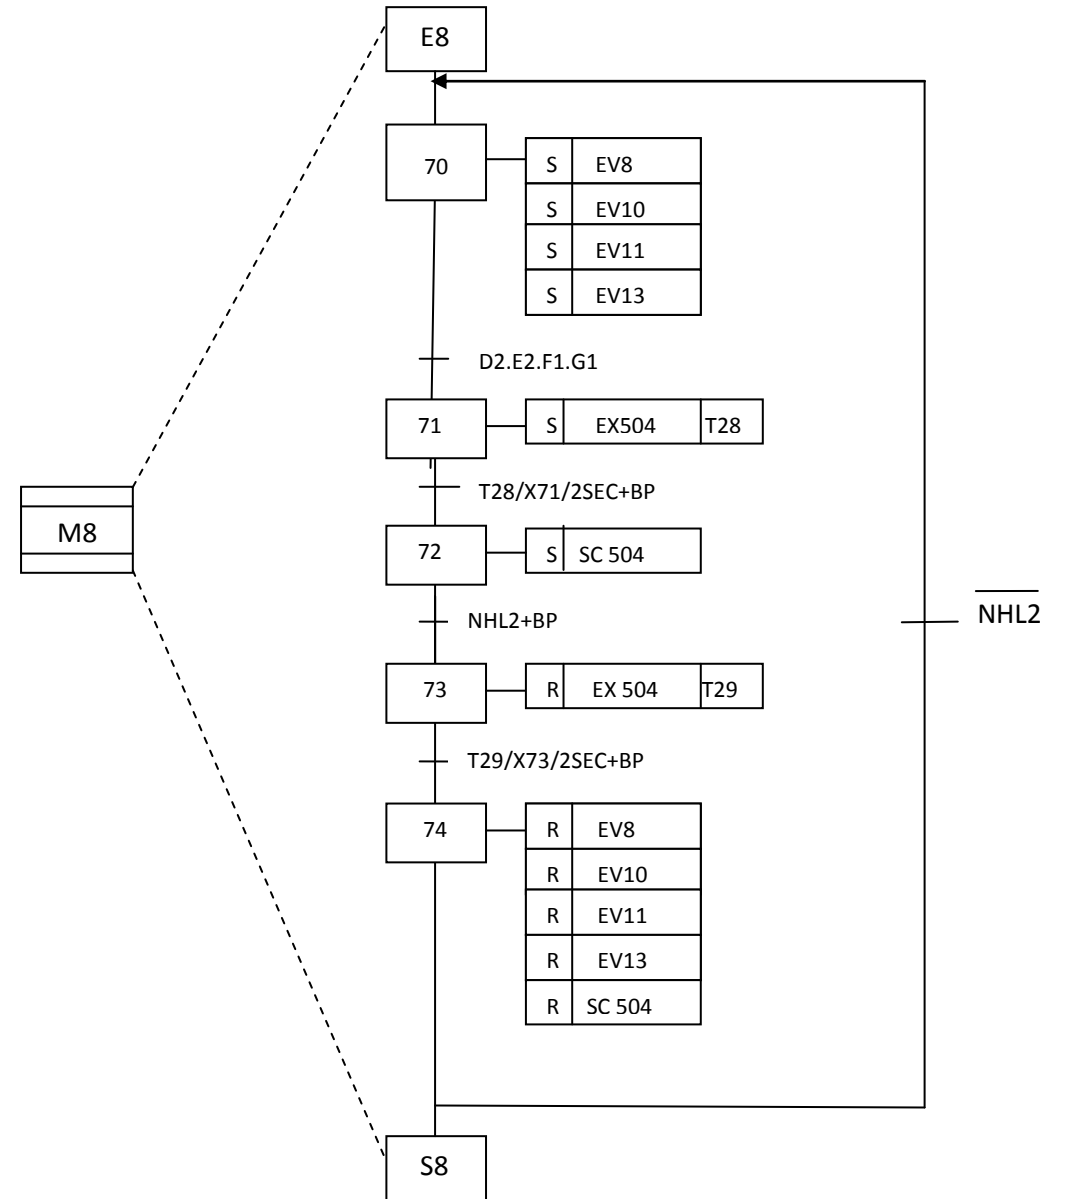 E8
70
S EV8
S EV10
S EV11
S EV13
D2.E2.F1.G1
71
S EX504 T28
T28/X71/2SEC+BP
M8
72
S SC 504
NHL2+BP
N̅H̅L̅2̅
73
R EX 504 T29
T29/X73/2SEC+BP
74
R EV8
R EV10
R EV11
R EV13
R SC 504
S8